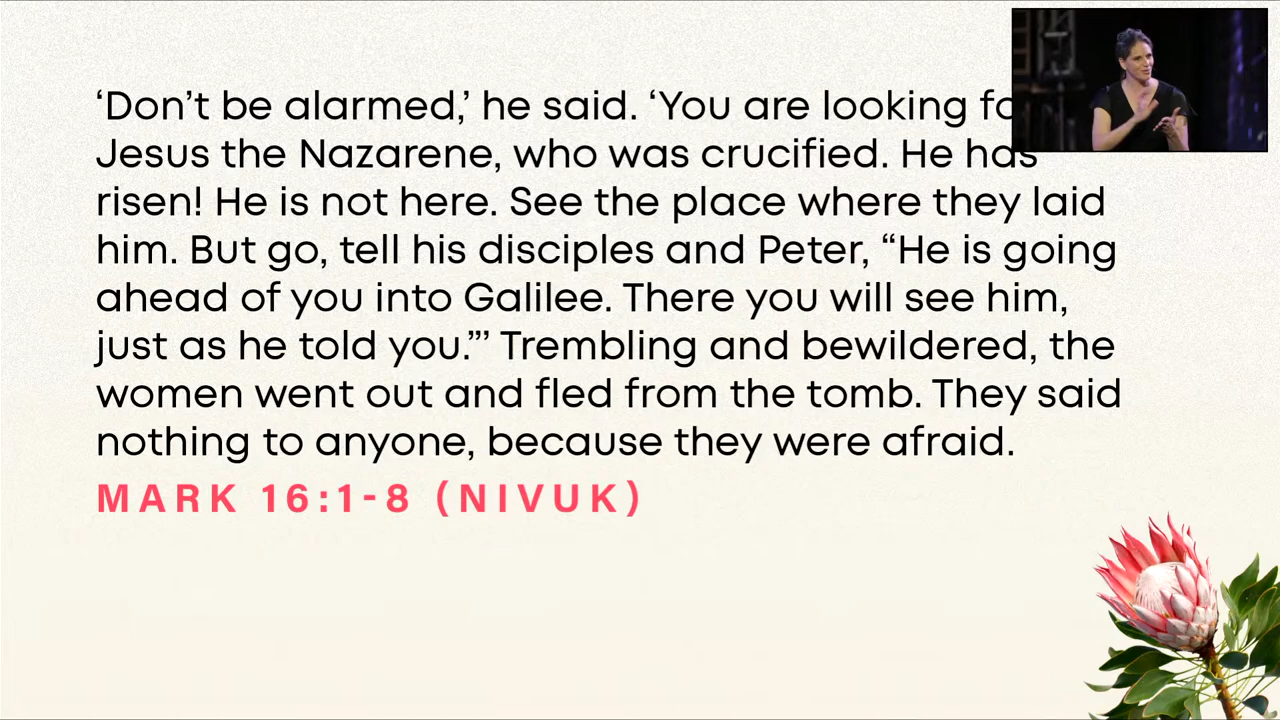 ‘Don’t be alarmed,’ he said. ‘You are looking
Jesus the Nazarene, who was crucified. He has
risen! He is not here. See the place where they laid
him. But go, tell his disciples and Peter, “He is going
ahead of you into Galilee. There you will see him,
just as he told you.”’ Trembling and bewildered, the
women went out and fled from the tomb. They said
nothing to anyone, because they were afraid.
MARK 16:1-8 (NIVUK)